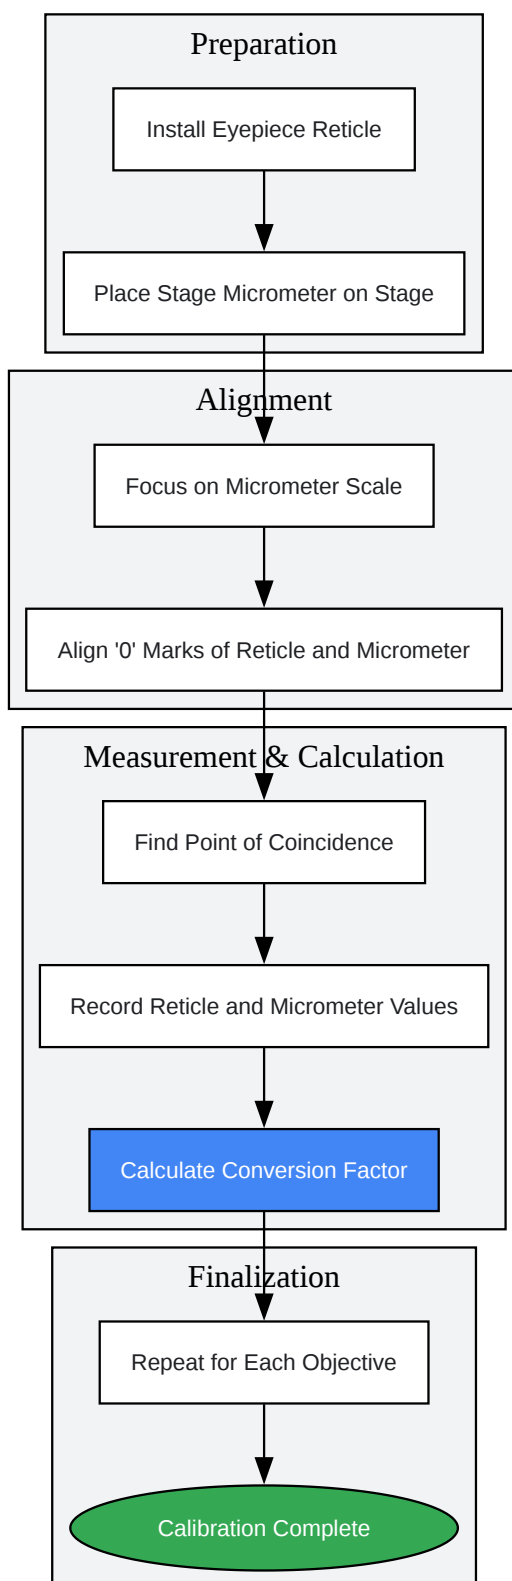 Preparation
Install Eyepiece Reticle
Place Stage Micrometer on Stage
Alignment
Focus on Micrometer Scale
Align '0' Marks of Reticle and Micrometer
Measurement & Calculation
Find Point of Coincidence
Record Reticle and Micrometer Values
Calculate Conversion Factor
Finalization
Repeat for Each Objective
Calibration Complete